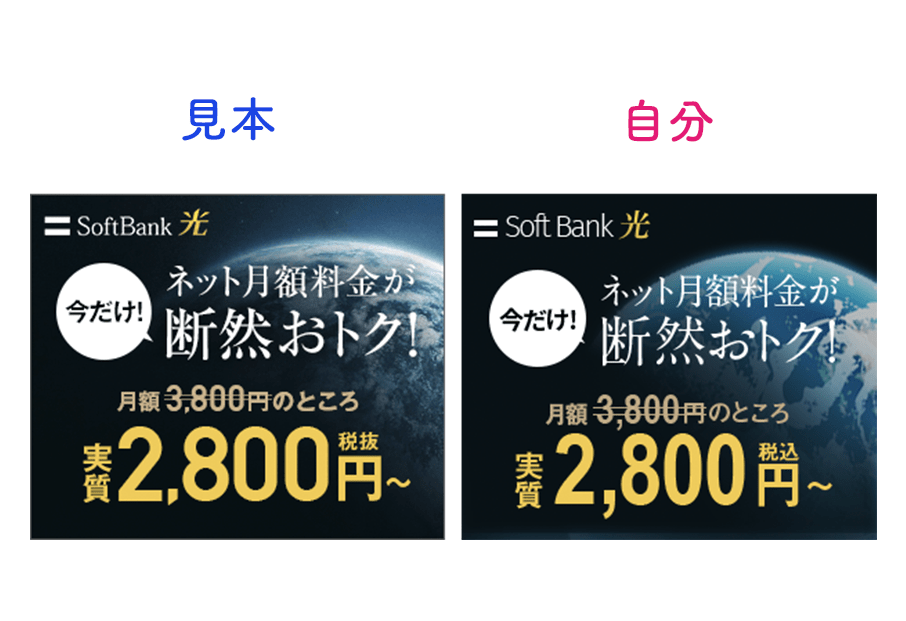 見本
自分
SoftBank 光
今だけ!
ネット月額料金が
断然おトク!
月額 3,800円のところ
実質 2,800円 税抜 ～
SoftBank 光
今だけ!
ネット月額料金が
断然おトク!
月額 3,800円のところ
実質 2,800円 税込 ～